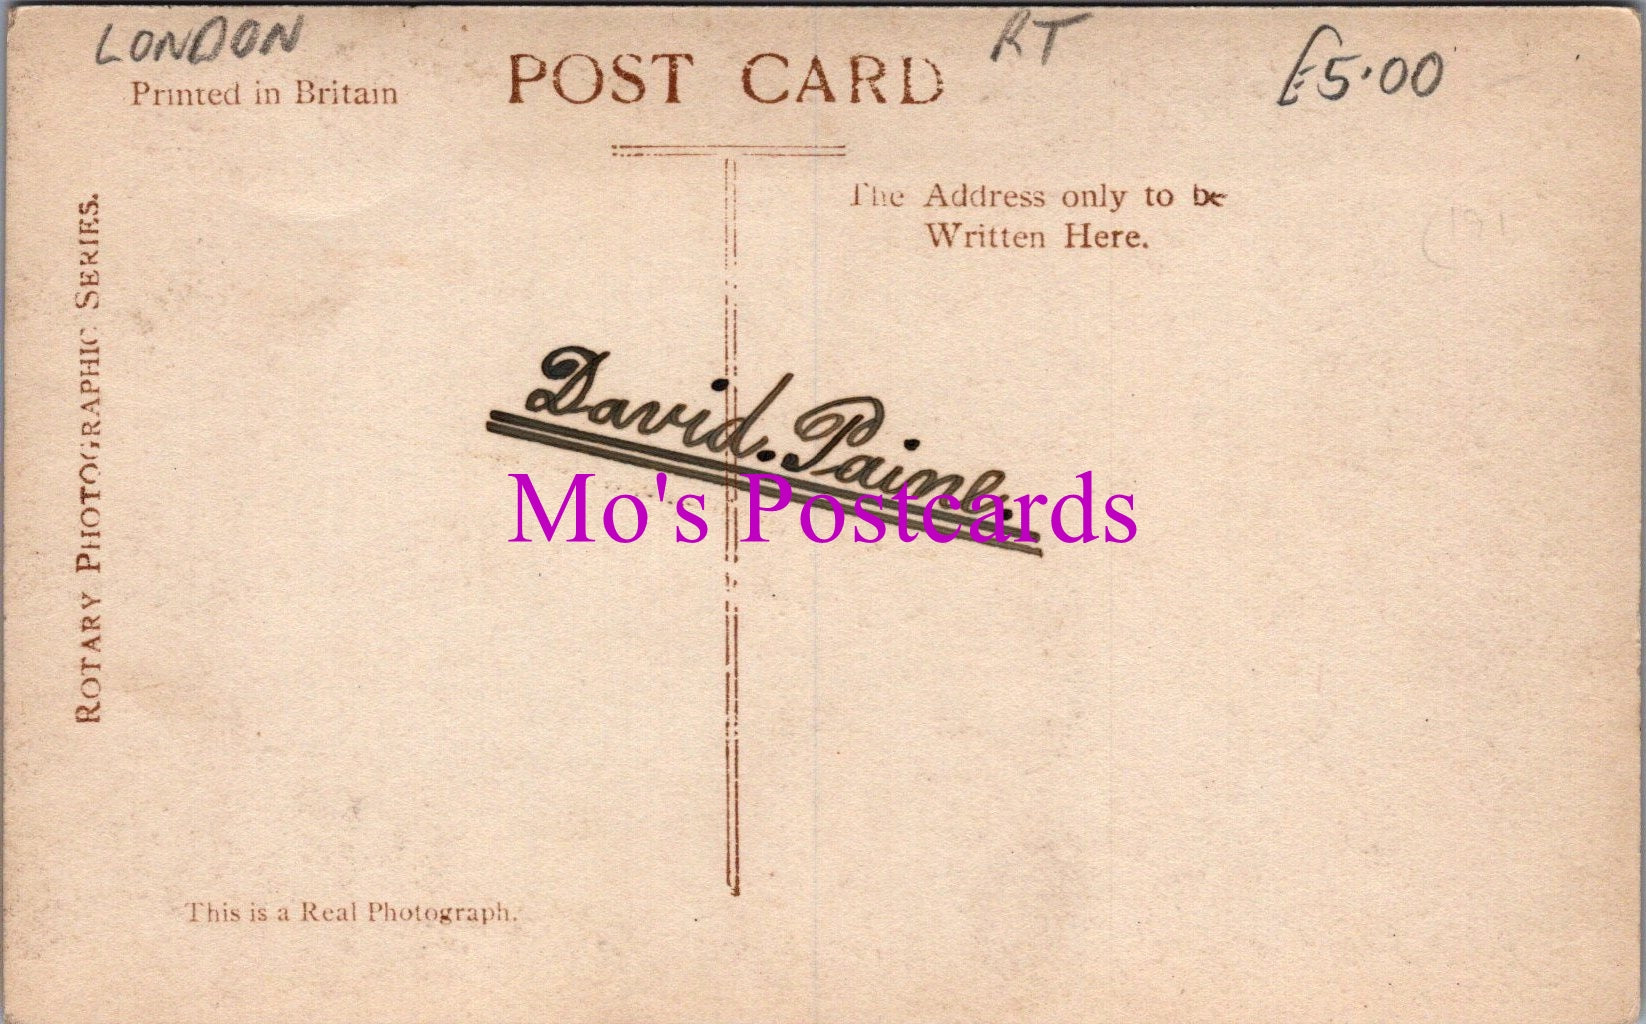 LONDON
RT
£5.00
Printed in Britain
POST CARD
The Address only to be
Written Here.
ROTARY PHOTOGRAPHIC SERIES.
David. Paine.
Mo's Postcards
This is a Real Photograph.